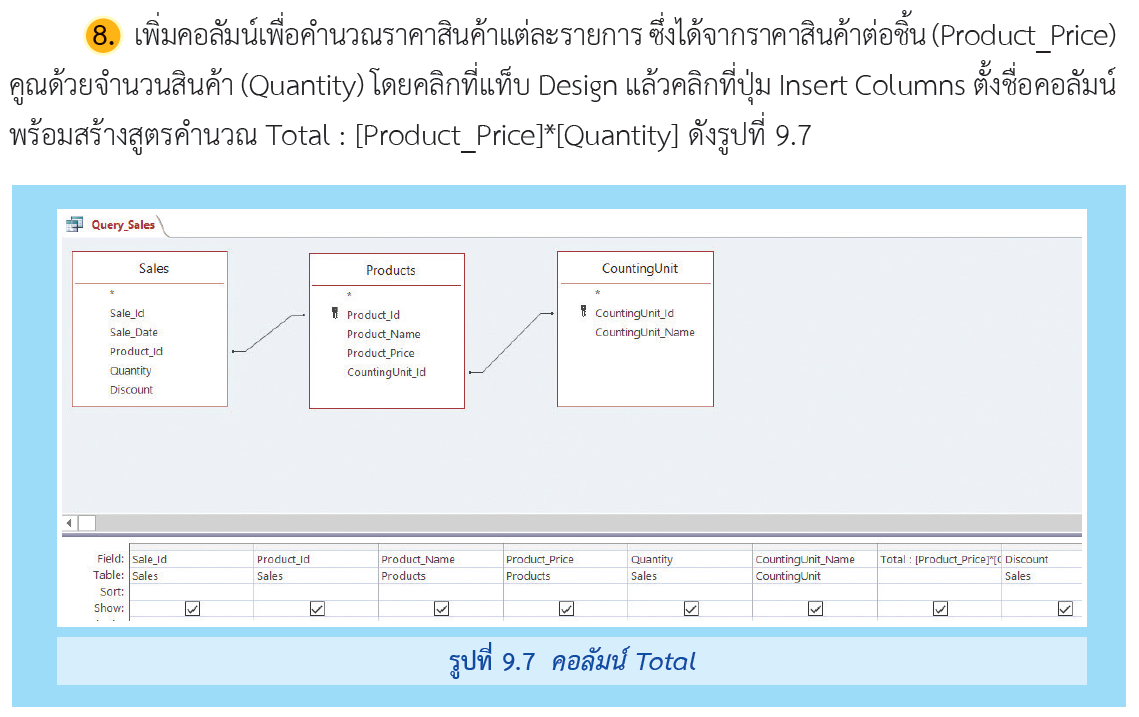 8. เพิ่มคอลัมน์เพื่อคำนวณราคาสินค้าแต่ละรายการ ซึ่งได้จากราคาสินค้าต่อชิ้น (Product_Price)
คูณด้วยจำนวนสินค้า (Quantity) โดยคลิกที่แท็บ Design แล้วคลิกที่ปุ่ม Insert Columns ตั้งชื่อคอลัมน์
พร้อมสร้างสูตรคำนวณ Total : [Product_Price]*[Quantity] ดังรูปที่ 9.7
Query_Sales
Sales
*
Sale_Id
Sale_Date
Product_Id
Quantity
Discount
Products
*
Product_Id
Product_Name
Product_Price
CountingUnit_Id
CountingUnit
*
CountingUnit_Id
CountingUnit_Name
Field: Sale_Id Product_Id Product_Name Product_Price Quantity CountingUnit_Name Total : [Product_Price]*[ Discount
Table: Sales Sales Products Products Sales CountingUnit Sales
Sort:
Show:
รูปที่ 9.7 คอลัมน์ Total